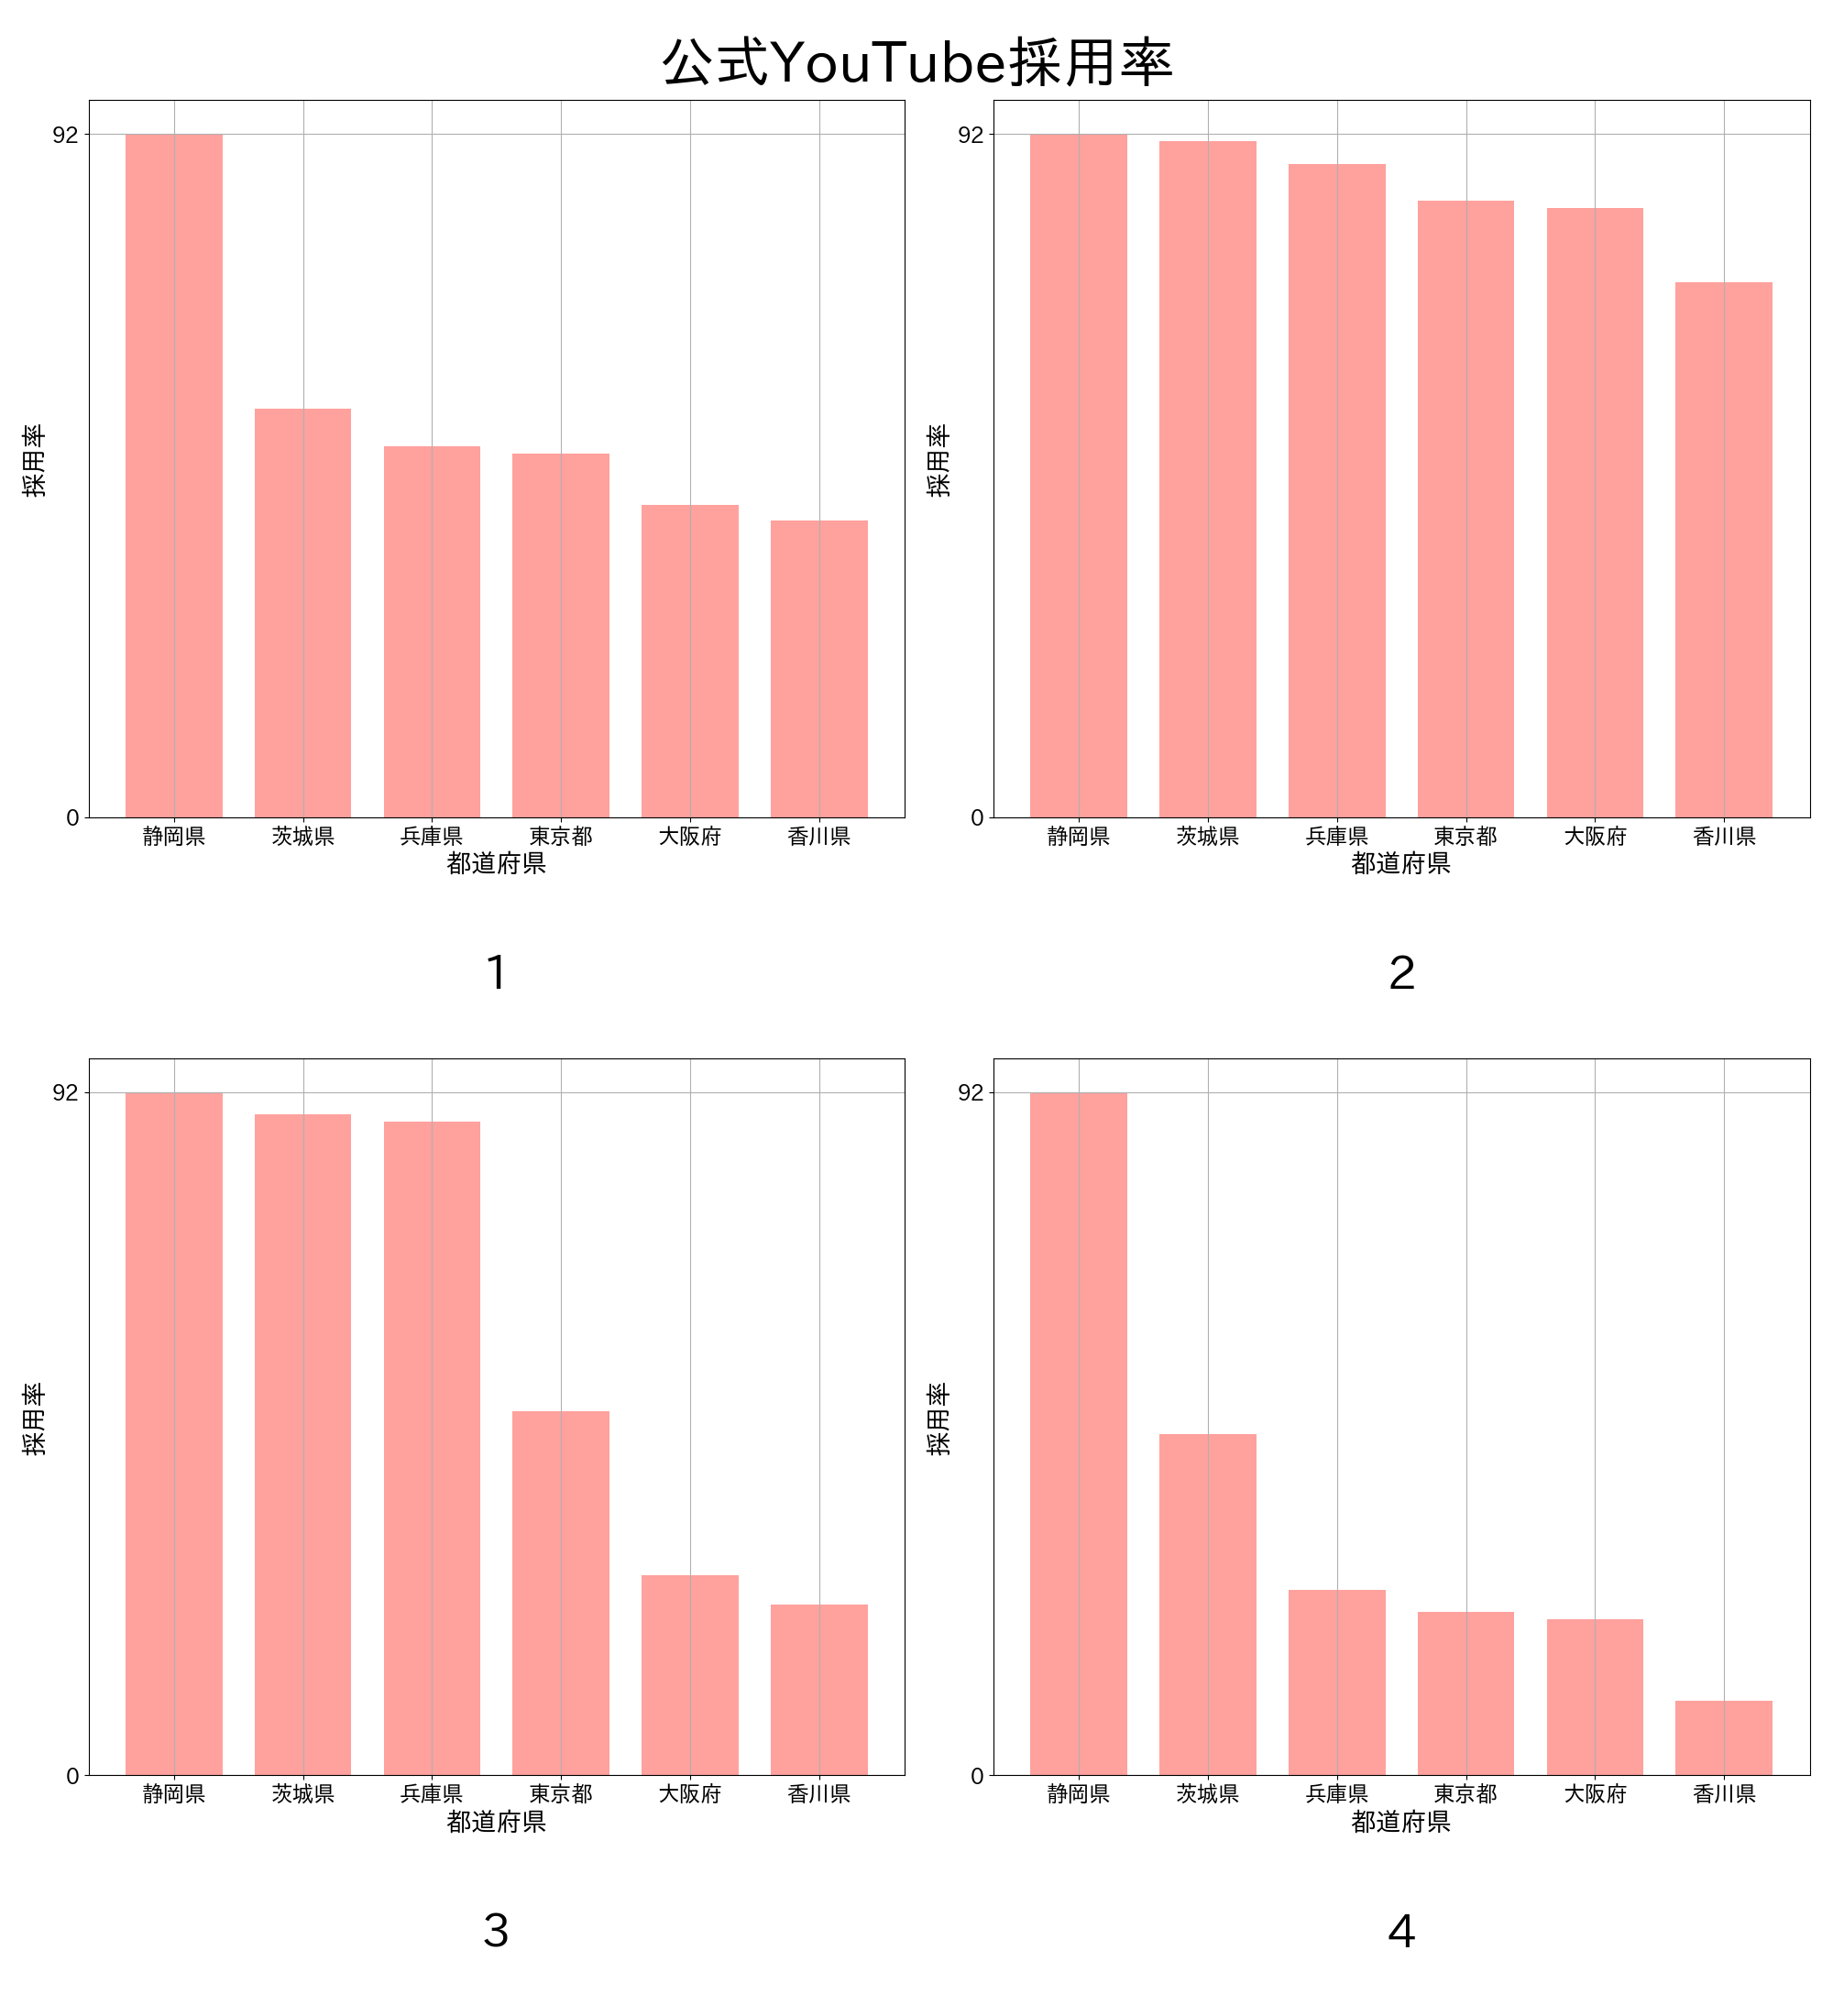 公式YouTube採用率
92
0
採用率
静岡県 茨城県 兵庫県 東京都 大阪府 香川県
都道府県
1
92
0
採用率
静岡県 茨城県 兵庫県 東京都 大阪府 香川県
都道府県
2
92
0
採用率
静岡県 茨城県 兵庫県 東京都 大阪府 香川県
都道府県
3
92
0
採用率
静岡県 茨城県 兵庫県 東京都 大阪府 香川県
都道府県
4